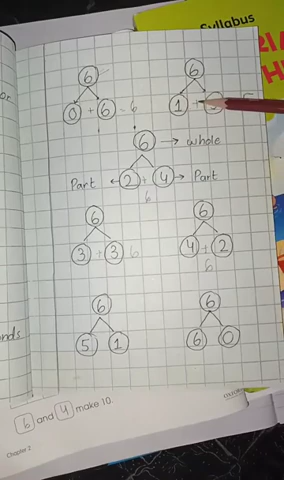 Syllabus
6 6
0 + 6 = 6 1 +
6 → whole
Part ← 2 + 4 → Part
6
6 6
3 + 3 6 4 + 2
6
6 6
5 1 6 0
6 and 4 make 10.
Chapter 2